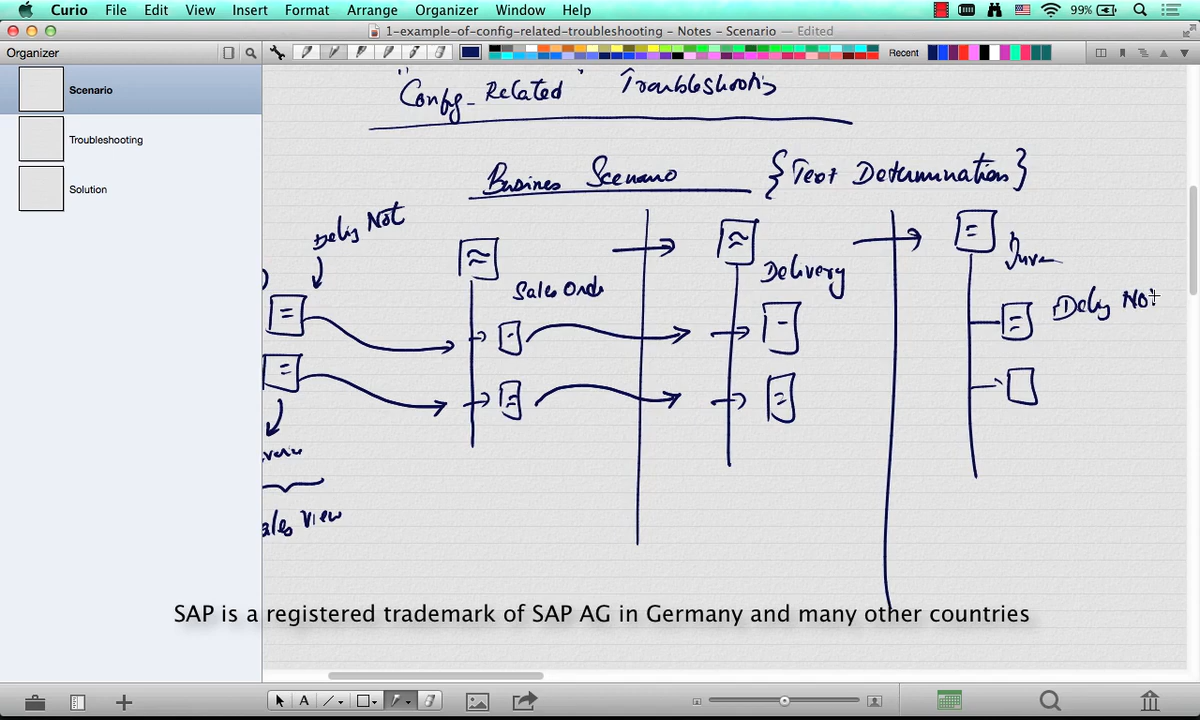 Curio File Edit View Insert Format Arrange Organizer Window Help 99%
1-example-of-config-related-troubleshooting - Notes - Scenario — Edited
Organizer
Recent
Scenario
Troubleshooting
Solution
"Config-Related" Troubleshooting
Business Scenario {Text Determination}
Delivery Not
Sales Order
Delivery
Delivery Not
Sales View
SAP is a registered trademark of SAP AG in Germany and many other countries
A